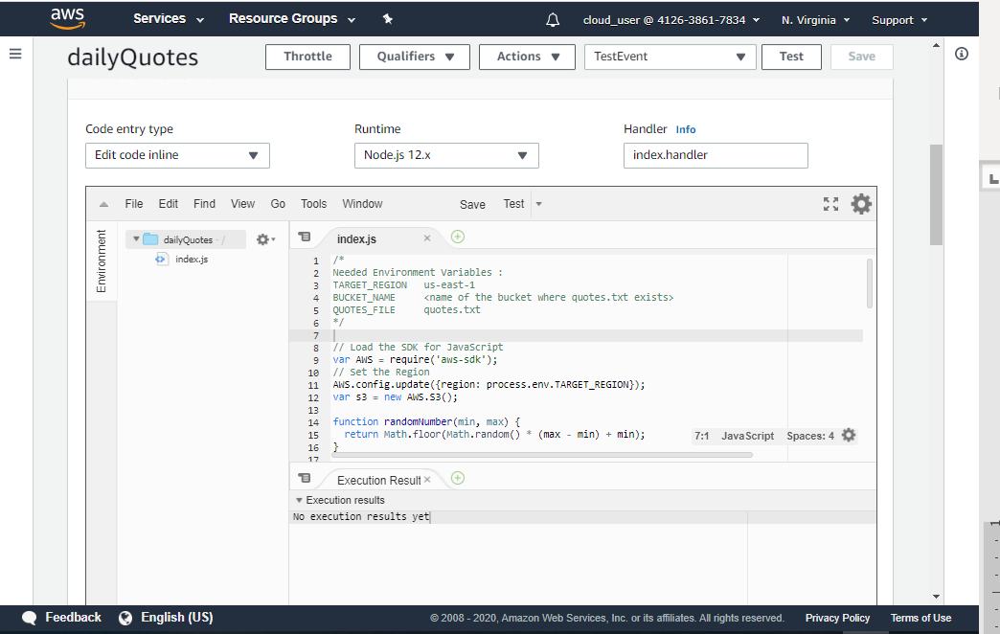 aws Services Resource Groups cloud_user @ 4126-3861-7834 N. Virginia Support
dailyQuotes Throttle Qualifiers Actions TestEvent Test Save
Code entry type Runtime Handler Info
Edit code inline Node.js 12.x index.handler
File Edit Find View Go Tools Window Save Test
Environment
dailyQuotes - /
index.js
index.js
1 /*
2 Needed Environment Variables :
3 TARGET_REGION us-east-1
4 BUCKET_NAME <name of the bucket where quotes.txt exists>
5 QUOTES_FILE quotes.txt
6 */
7
8 // Load the SDK for JavaScript
9 var AWS = require('aws-sdk');
10 // Set the Region
11 AWS.config.update({region: process.env.TARGET_REGION});
12 var s3 = new AWS.S3();
13
14 function randomNumber(min, max) {
15 return Math.floor(Math.random() * (max - min) + min);
16 }
17
7:1 JavaScript Spaces: 4
Execution Result
Execution results
No execution results yet
Feedback English (US) © 2008 - 2020, Amazon Web Services, Inc. or its affiliates. All rights reserved. Privacy Policy Terms of Use